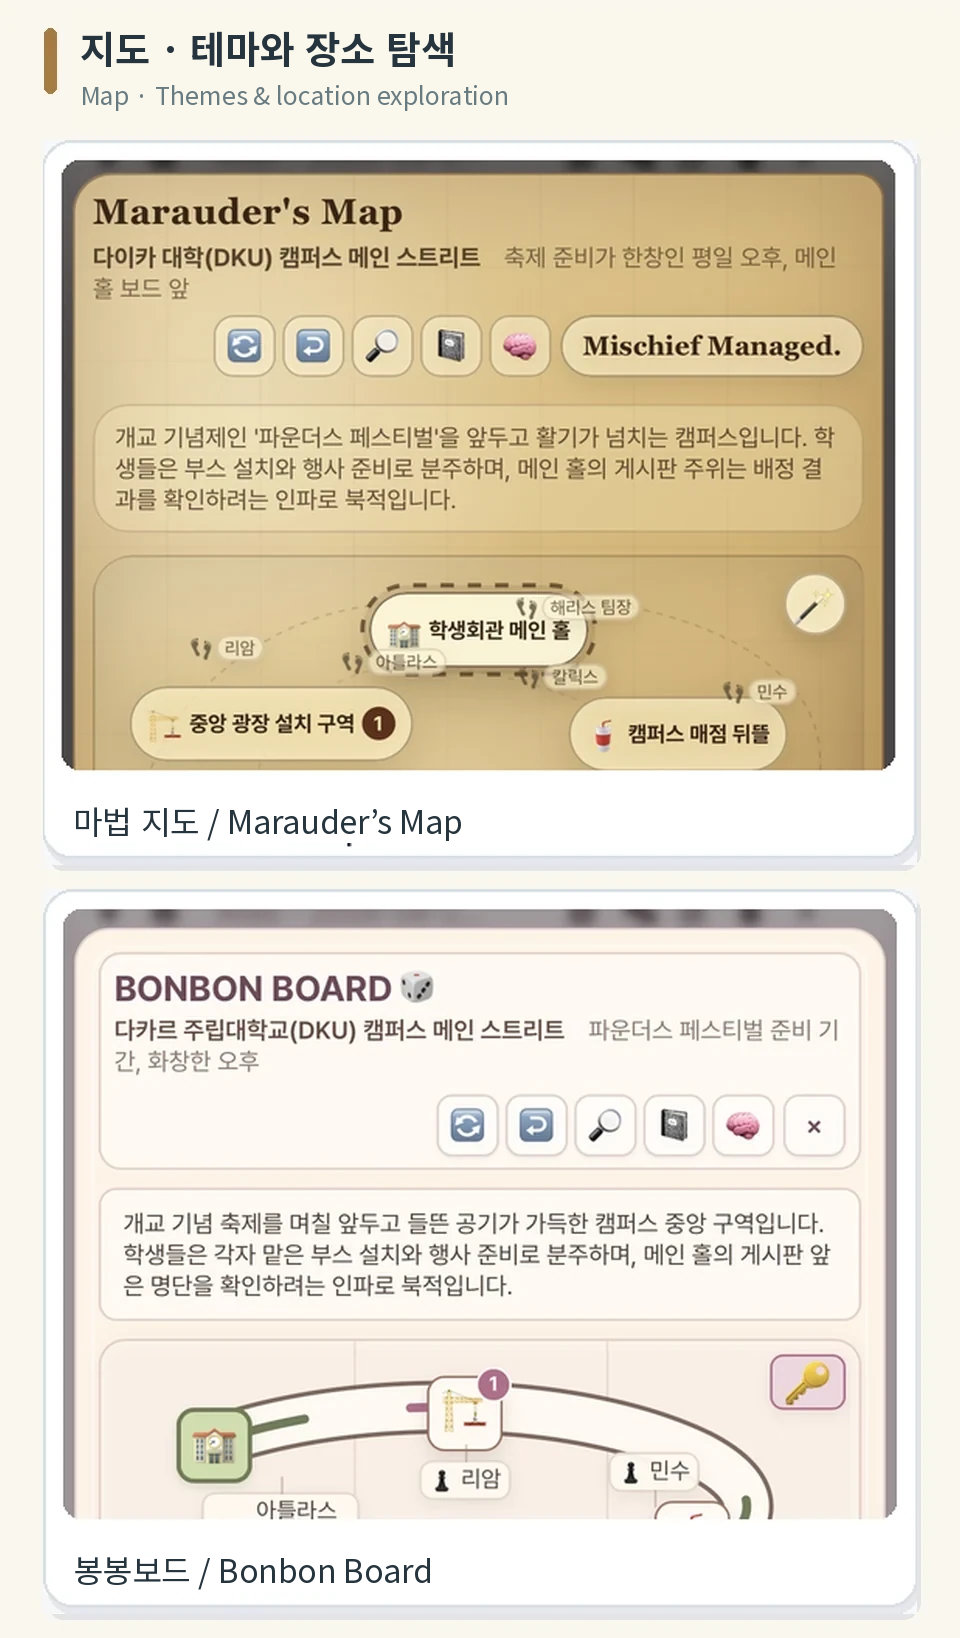 지도 · 테마와 장소 탐색
Map · Themes & location exploration
Marauder's Map
다이카 대학(DKU) 캠퍼스 메인 스트리트 축제 준비가 한창인 평일 오후, 메인
홀 보드 앞
Mischief Managed.
개교 기념제인 '파운더스 페스티벌'을 앞두고 활기가 넘치는 캠퍼스입니다. 학
생들은 부스 설치와 행사 준비로 분주하며, 메인 홀의 게시판 주위는 배정 결
과를 확인하려는 인파로 북적입니다.
해리스 팀장
학생회관 메인 홀
리암
아틀라스
칼릭스
민수
중앙 광장 설치 구역 1
캠퍼스 매점 뒤뜰
마법 지도 / Marauder’s Map
BONBON BOARD
다카르 주립대학교(DKU) 캠퍼스 메인 스트리트 파운더스 페스티벌 준비 기
간, 화창한 오후
×
개교 기념 축제를 며칠 앞두고 들뜬 공기가 가득한 캠퍼스 중앙 구역입니다.
학생들은 각자 맡은 부스 설치와 행사 준비로 분주하며, 메인 홀의 게시판 앞
은 명단을 확인하려는 인파로 북적입니다.
1
리암
민수
아틀라스
봉봉보드 / Bonbon Board